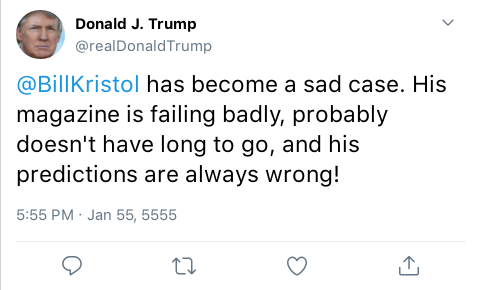 Donald J. Trump
@realDonaldTrump
@BillKristol has become a sad case. His
magazine is failing badly, probably
doesn't have long to go, and his
predictions are always wrong!
5:55 PM · Jan 55, 5555